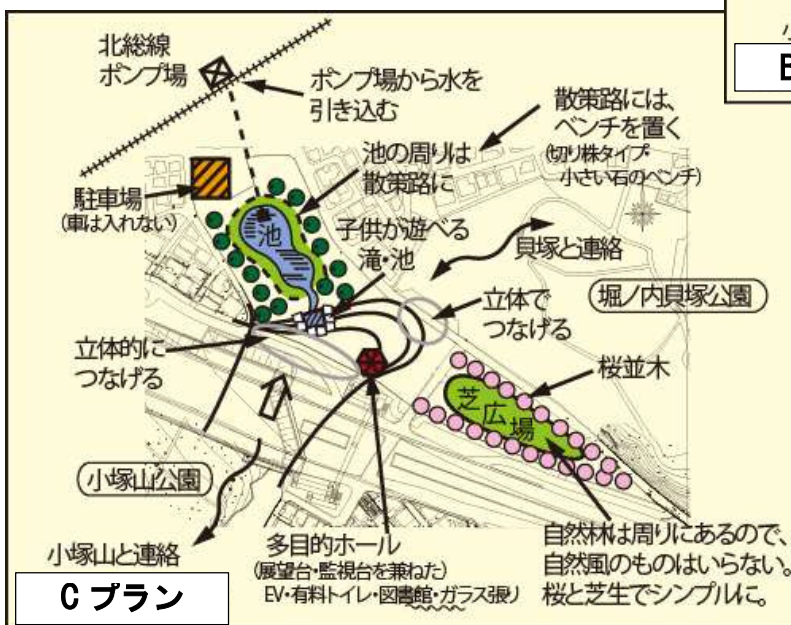 小
B
北総線
ポンプ場
ポンプ場から水を
引き込む
散策路には、
ベンチを置く
(切り株タイプ・
小さい石のベンチ)
池の周りは
散策路に
駐車場
(車は入れない)
池
子供が遊べる
滝・池
貝塚と連絡
堀ノ内貝塚公園
立体で
つなげる
立体的に
つなげる
桜並木
芝広場
小塚山公園
小塚山と連絡
多目的ホール
(展望台・監視台を兼ねた)
EV・有料トイレ・図書館・ガラス張り
自然林は周りにあるので、
自然風のものはいらない。
桜と芝生でシンプルに。
Cプラン